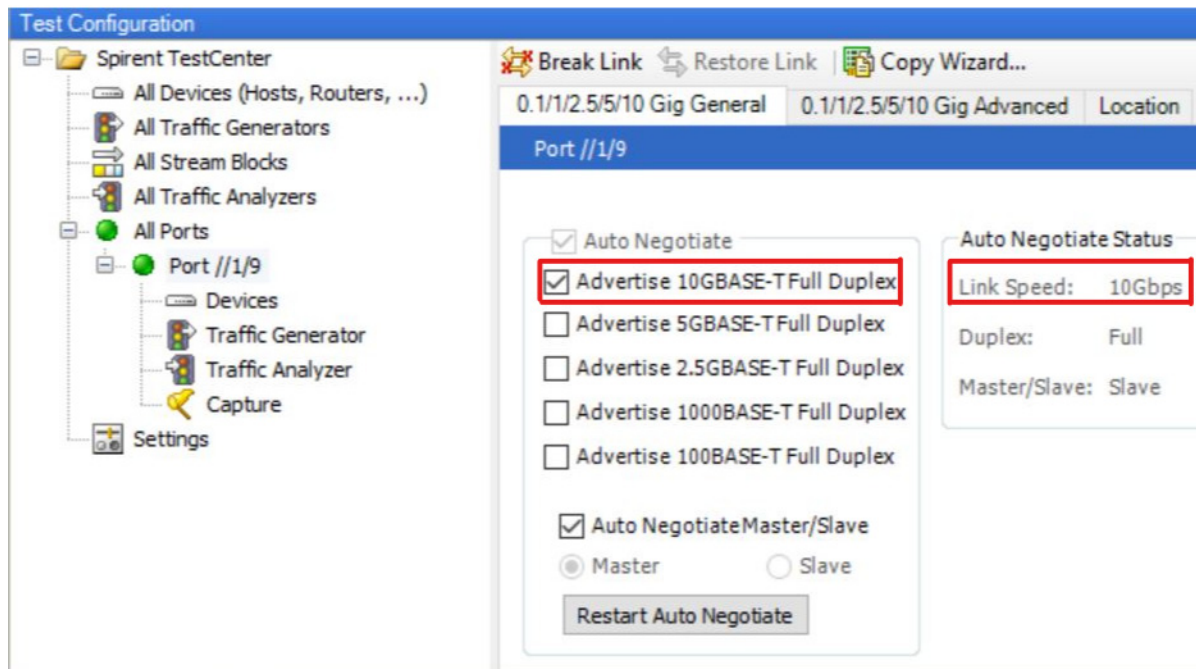 Test Configuration
Spirent TestCenter
All Devices (Hosts, Routers, ...)
All Traffic Generators
All Stream Blocks
All Traffic Analyzers
All Ports
Port //1/9
Devices
Traffic Generator
Traffic Analyzer
Capture
Settings
Break Link Restore Link Copy Wizard...
0.1/1/2.5/5/10 Gig General 0.1/1/2.5/5/10 Gig Advanced Location
Port //1/9
Auto Negotiate
Advertise 10GBASE-T Full Duplex
Advertise 5GBASE-T Full Duplex
Advertise 2.5GBASE-T Full Duplex
Advertise 1000BASE-T Full Duplex
Advertise 100BASE-T Full Duplex
Auto Negotiate Master/Slave
Master Slave
Restart Auto Negotiate
Auto Negotiate Status
Link Speed: 10Gbps
Duplex: Full
Master/Slave: Slave